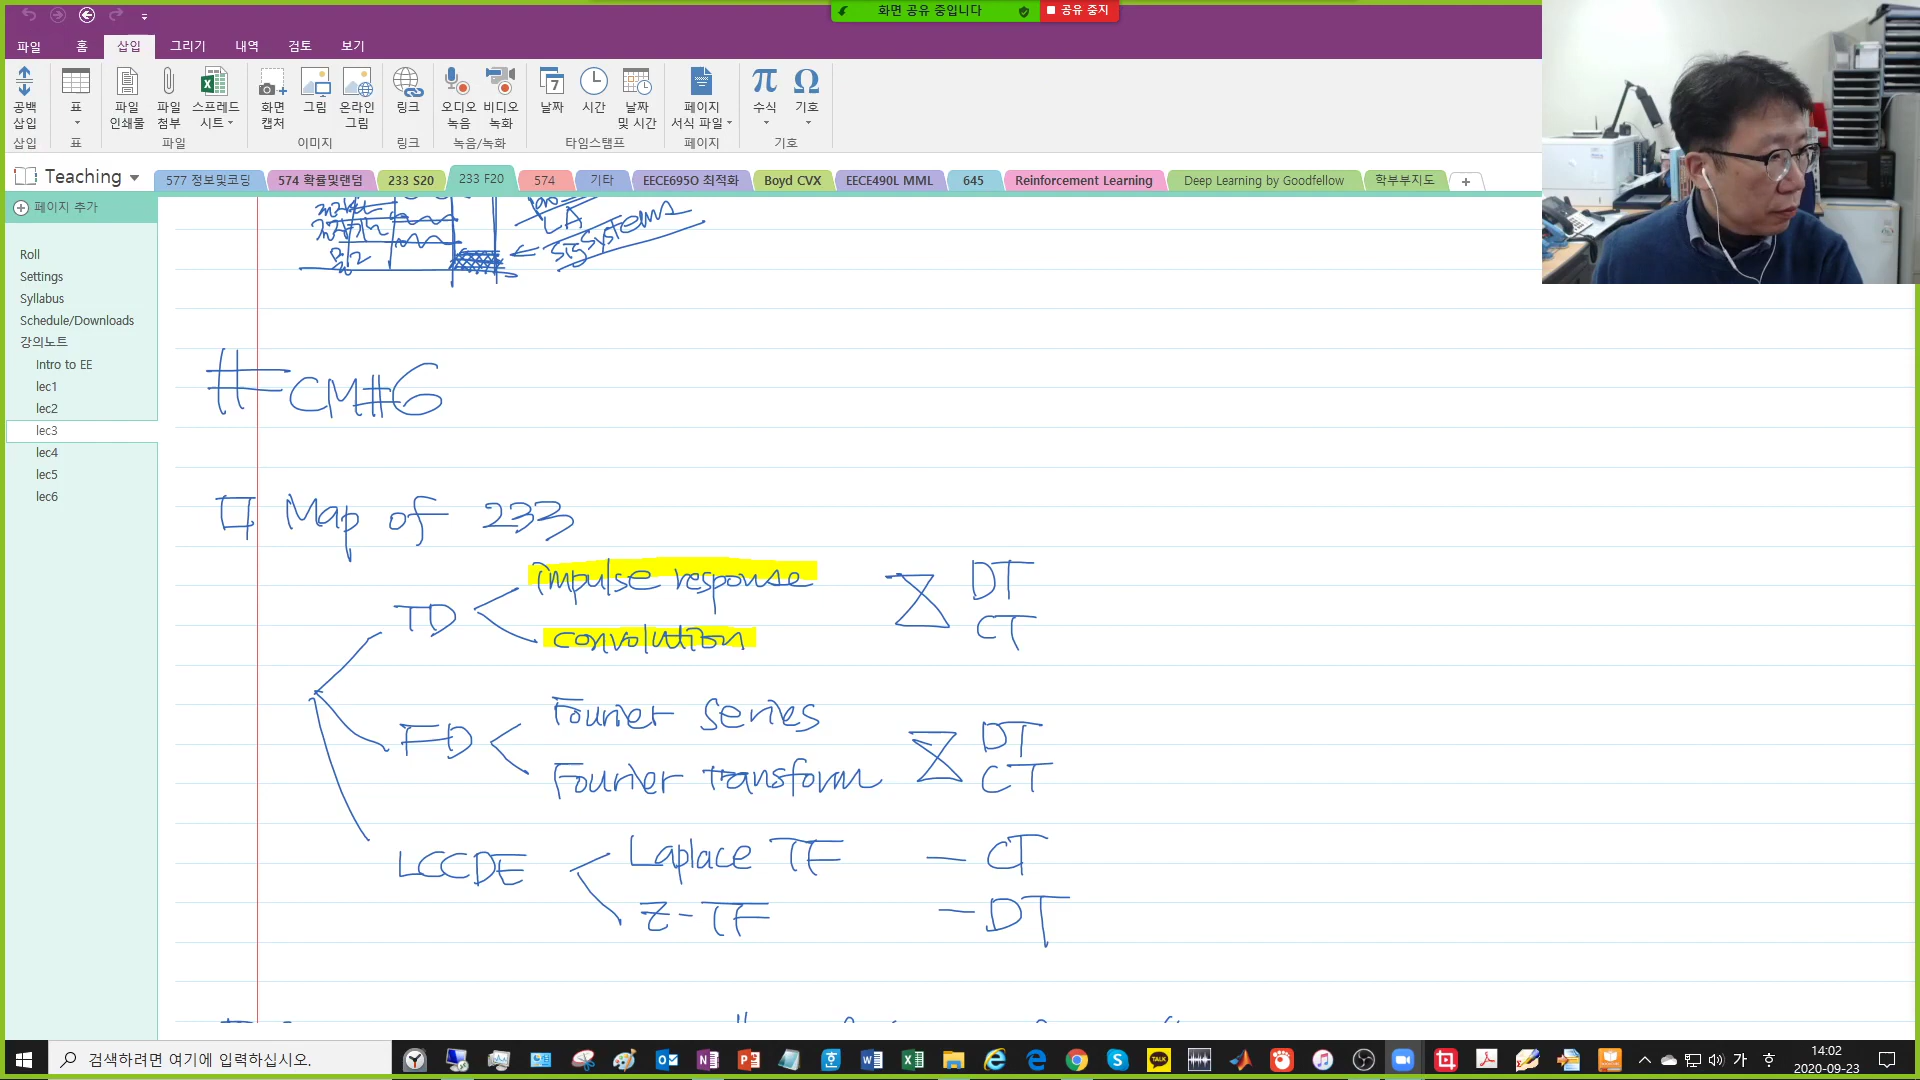 화면 공유 중입니다 공유 중지
파일 홈 삽입 그리기 내역 검토 보기
공백 삽입 표 파일 인쇄물 파일 첨부 스프레드 시트 화면 캡처 그림 온라인 그림 링크 오디오 녹음 비디오 녹화 날짜 시간 날짜 및 시간 페이지 서식 파일 수식 기호
삽입 표 파일 이미지 링크 녹음/녹화 타임스탬프 페이지 기호
Teaching 577 정보및코딩 574 확률및랜덤 233 S20 233 F20 574 기타 EECE695O 최적화 Boyd CVX EECE490L MML 645 Reinforcement Learning Deep Learning by Goodfellow 학부부지도 +
페이지 추가
Roll
Settings
Syllabus
Schedule/Downloads
강의노트
Intro to EE
lec1
lec2
lec3
lec4
lec5
lec6
LA
SigSystems
# CM#6
Map of 233
TD impulse response DT
convolution CT
FD Fourier Series DT
Fourier transform CT
LCCDE Laplace TF — CT
Z-TF — DT
검색하려면 여기에 입력하십시오.
가
14:02
2020-09-23